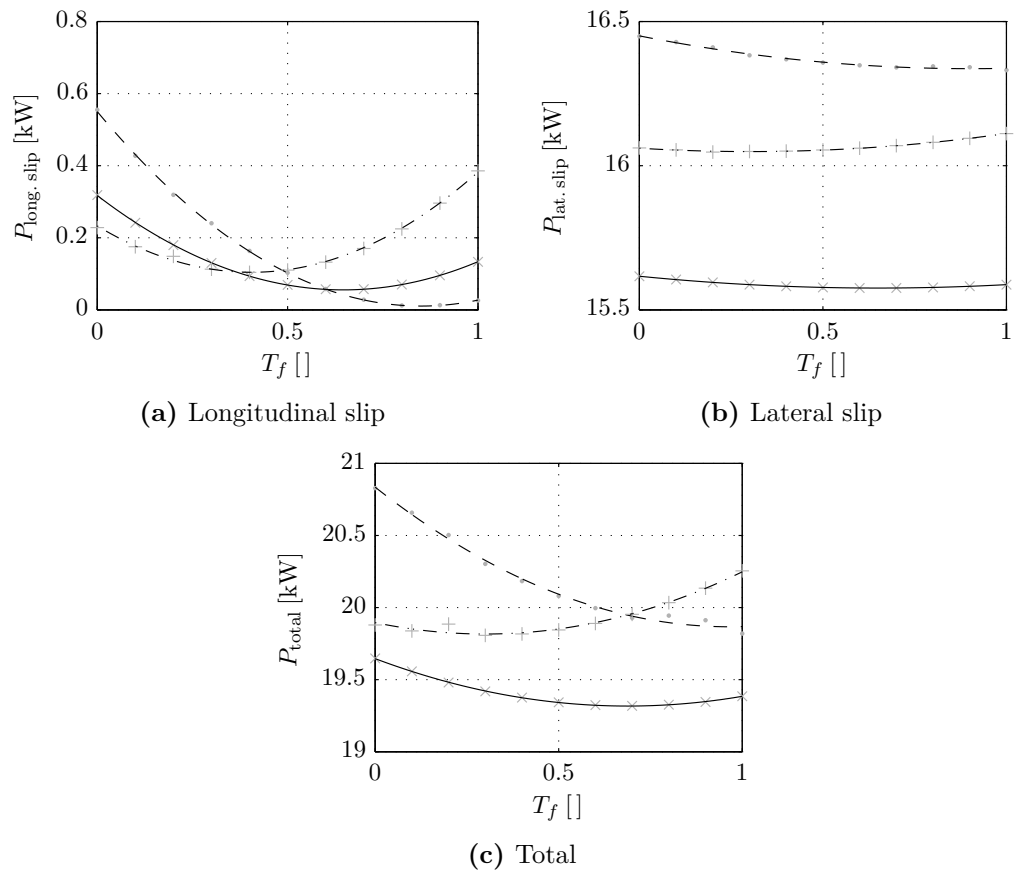 0.8
0.6
0.4
0.2
0
0
0.5
1
P_long. slip [kW]
T_f [ ]
(a) Longitudinal slip
16.5
16
15.5
0
0.5
1
P_lat. slip [kW]
T_f [ ]
(b) Lateral slip
21
20.5
20
19.5
19
0
0.5
1
P_total [kW]
T_f [ ]
(c) Total